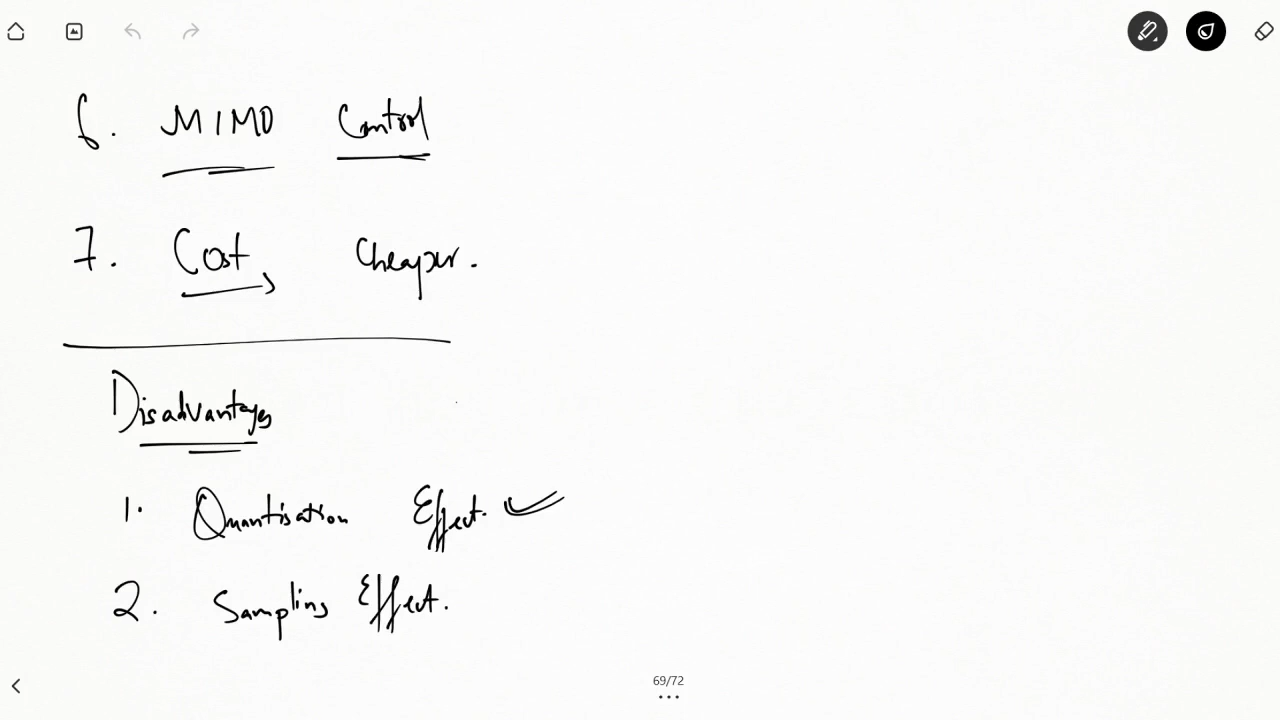 6. MIMO Control
7. Cost Cheaper.
Disadvantages
1. Quantisation Effect.
2. Sampling Effect.
69/72